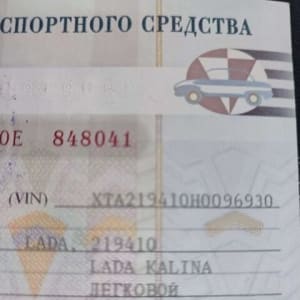 СПОРТНОГО СРЕДСТВА
ОЕ 848041
(VIN) XTA219410H0096930
LADA, 219410
LADA KALINA
ЛЕГКОВОЙ